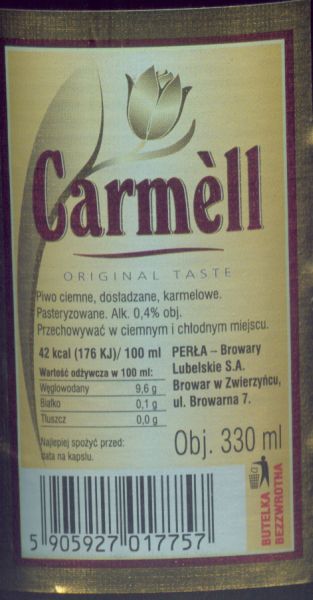 Carmèll
ORIGINAL TASTE
Piwo ciemne, dosładzane, karmelowe.
Pasteryzowane. Alk. 0,4% obj.
Przechowywać w ciemnym i chłodnym miejscu.
42 kcal (176 KJ)/ 100 ml
Wartość odżywcza w 100 ml:
Węglowodany 9,6 g
Białko 0,1 g
Tłuszcz 0,0 g
Najlepiej spożyć przed:
data na kapslu.
PERŁA – Browary
Lubelskie S.A.
Browar w Zwierzyńcu,
ul. Browarna 7.
Obj. 330 ml
BUTELKA
BEZZWROTNA
5 905927 017757